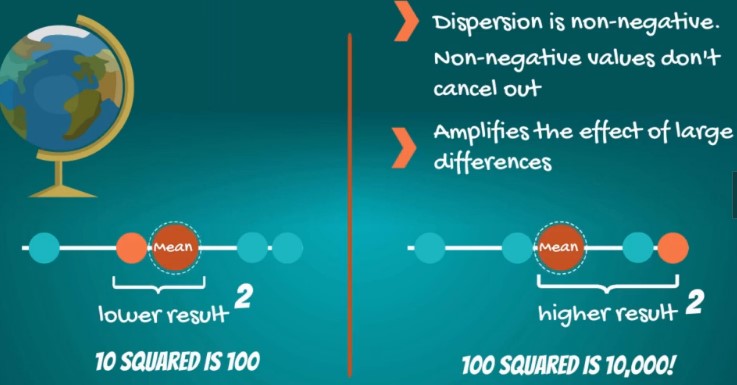 Dispersion is non-negative.
Non-negative values don't
cancel out
Amplifies the effect of large
differences
Mean
lower result 2
10 SQUARED IS 100
Mean
higher result 2
100 SQUARED IS 10,000!